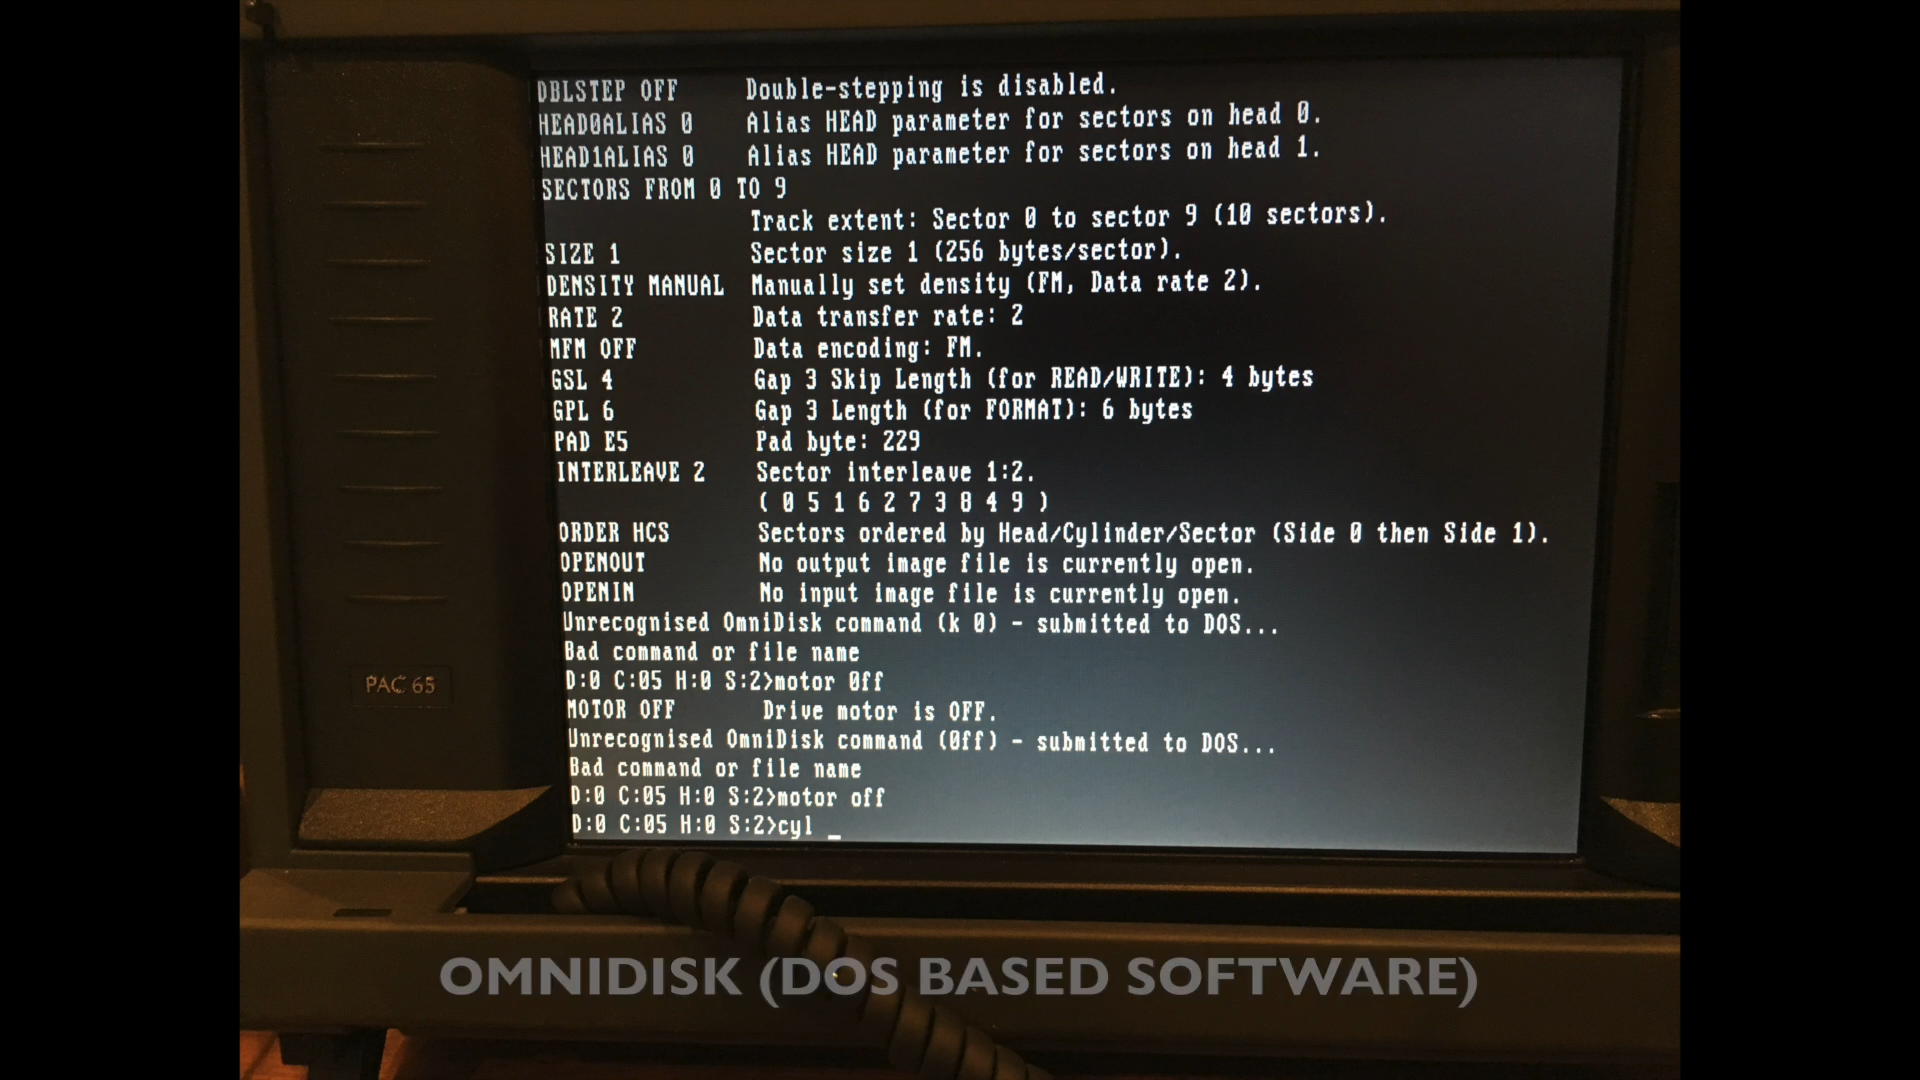 DBLSTEP OFF Double-stepping is disabled.
HEAD0ALIAS 0 Alias HEAD parameter for sectors on head 0.
HEAD1ALIAS 0 Alias HEAD parameter for sectors on head 1.
SECTORS FROM 0 TO 9
Track extent: Sector 0 to sector 9 (10 sectors).
SIZE 1 Sector size 1 (256 bytes/sector).
DENSITY MANUAL Manually set density (FM, Data rate 2).
RATE 2 Data transfer rate: 2
MFM OFF Data encoding: FM.
GSL 4 Gap 3 Skip Length (for READ/WRITE): 4 bytes
GPL 6 Gap 3 Length (for FORMAT): 6 bytes
PAD E5 Pad byte: 229
INTERLEAVE 2 Sector interleave 1:2.
( 0 5 1 6 2 7 3 8 4 9 )
ORDER HCS Sectors ordered by Head/Cylinder/Sector (Side 0 then Side 1).
OPENOUT No output image file is currently open.
OPENIN No input image file is currently open.
Unrecognised OmniDisk command (k 0) - submitted to DOS...
Bad command or file name
D:0 C:05 H:0 S:2>motor 0ff
MOTOR OFF Drive motor is OFF.
Unrecognised OmniDisk command (0ff) - submitted to DOS...
Bad command or file name
D:0 C:05 H:0 S:2>motor off
D:0 C:05 H:0 S:2>cyl _
PAC 65
OMNIDISK (DOS BASED SOFTWARE)